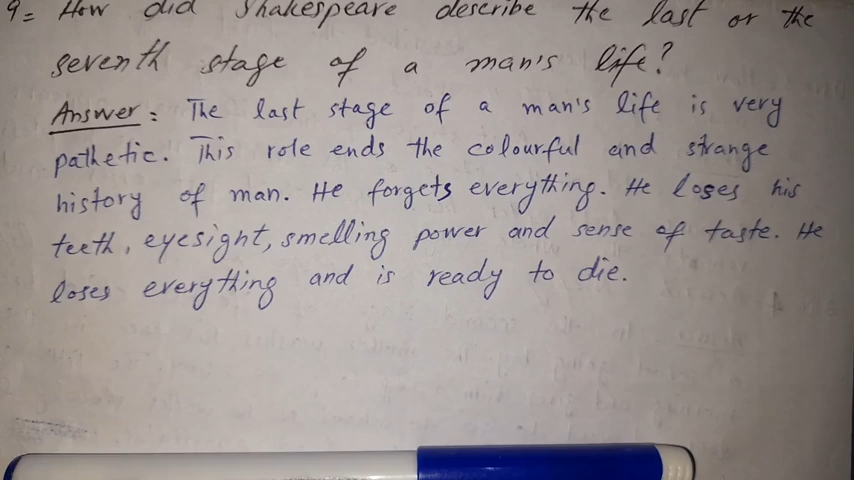 9= How did Shakespeare describe the last or the
seventh stage of a man's life?
Answer: The last stage of a man's life is very
pathetic. This role ends the colourful and strange
history of man. He forgets everything. He loses his
teeth, eyesight, smelling power and sense of taste. He
loses everything and is ready to die.